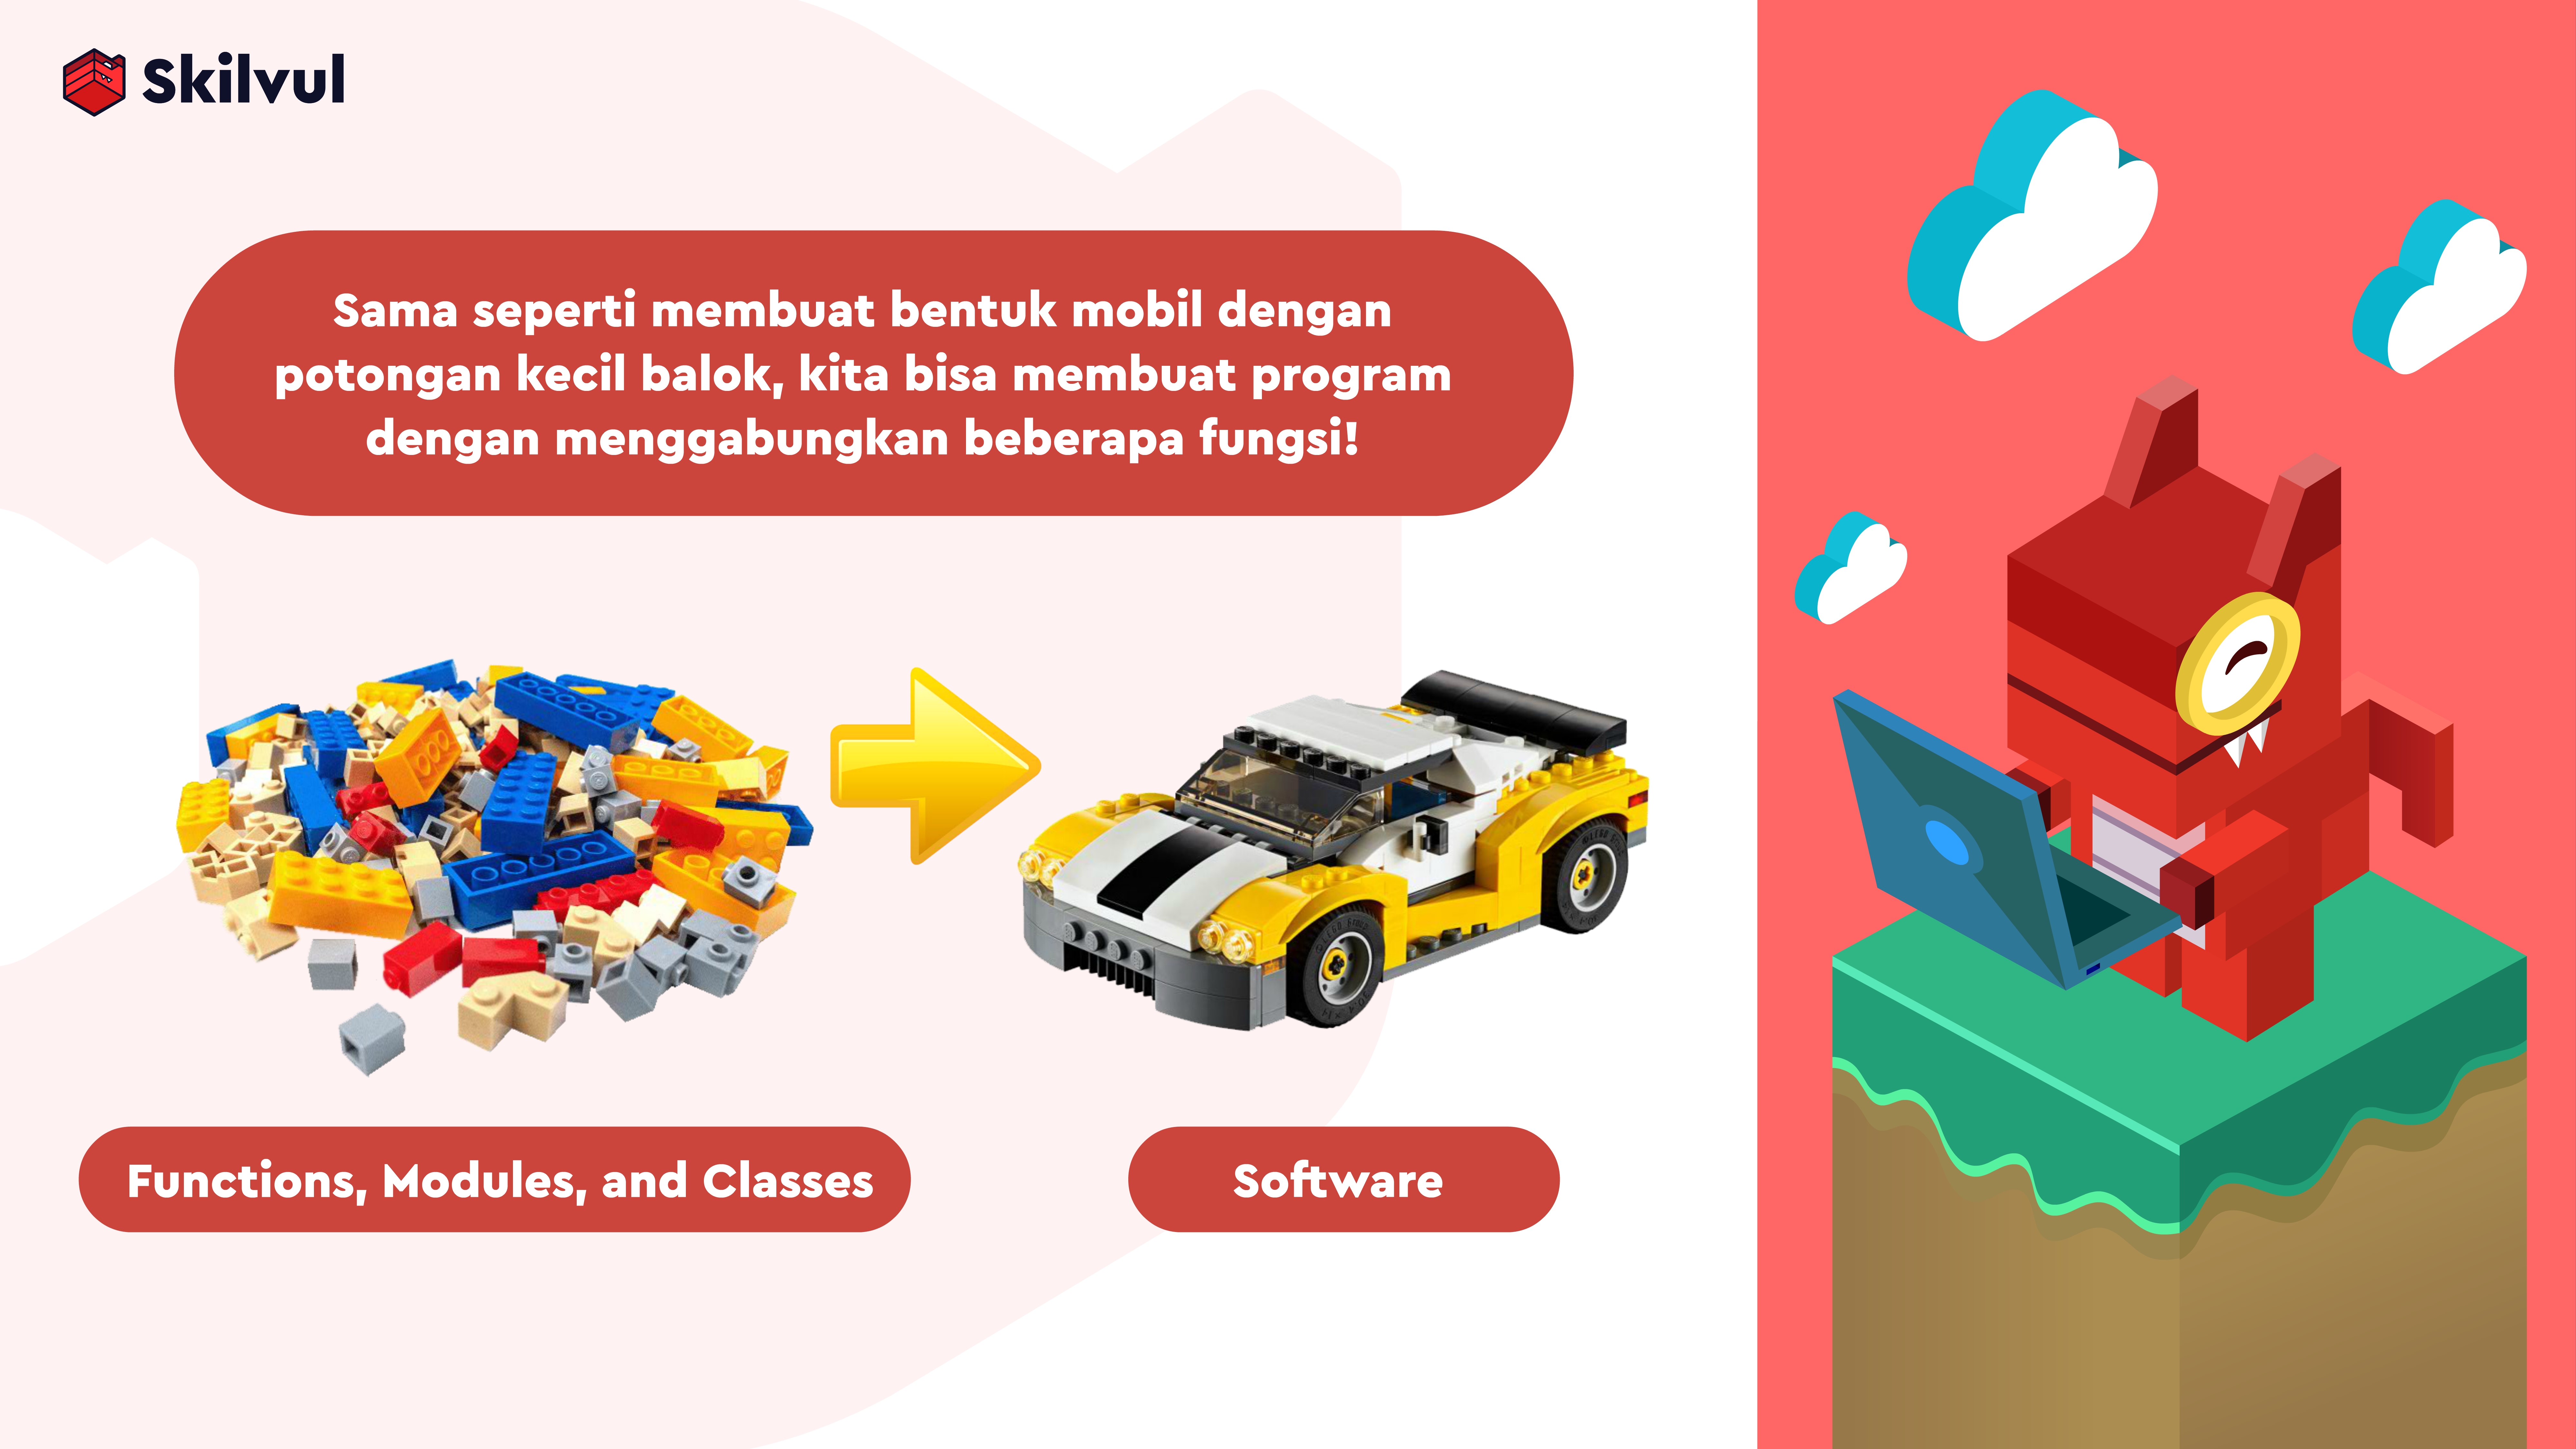 Skilvul
Sama seperti membuat bentuk mobil dengan
potongan kecil balok, kita bisa membuat program
dengan menggabungkan beberapa fungsi!
Functions, Modules, and Classes
Software